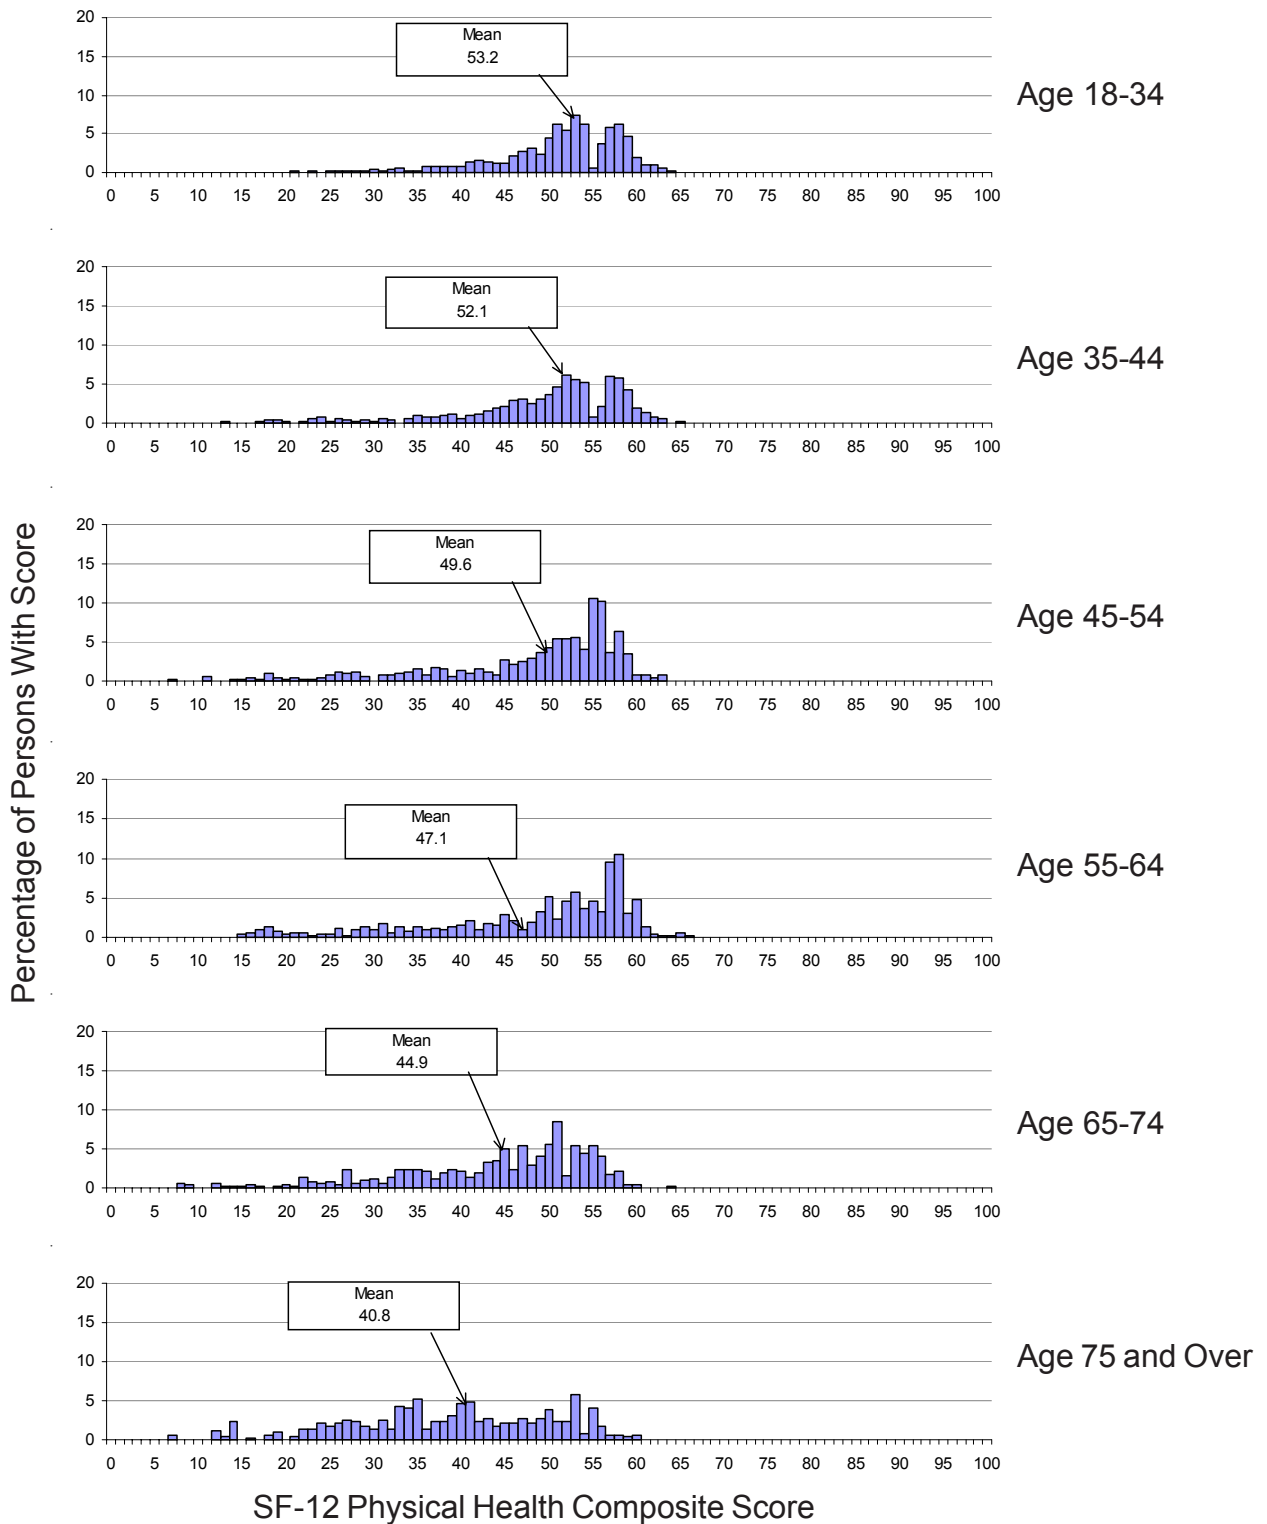 Percentage of Persons With Score
20
15
10
5
0
Mean
53.2
0 5 10 15 20 25 30 35 40 45 50 55 60 65 70 75 80 85 90 95 100
Age 18-34
20
15
10
5
0
Mean
52.1
0 5 10 15 20 25 30 35 40 45 50 55 60 65 70 75 80 85 90 95 100
Age 35-44
20
15
10
5
0
Mean
49.6
0 5 10 15 20 25 30 35 40 45 50 55 60 65 70 75 80 85 90 95 100
Age 45-54
20
15
10
5
0
Mean
47.1
0 5 10 15 20 25 30 35 40 45 50 55 60 65 70 75 80 85 90 95 100
Age 55-64
20
15
10
5
0
Mean
44.9
0 5 10 15 20 25 30 35 40 45 50 55 60 65 70 75 80 85 90 95 100
Age 65-74
20
15
10
5
0
Mean
40.8
0 5 10 15 20 25 30 35 40 45 50 55 60 65 70 75 80 85 90 95 100
Age 75 and Over
SF-12 Physical Health Composite Score